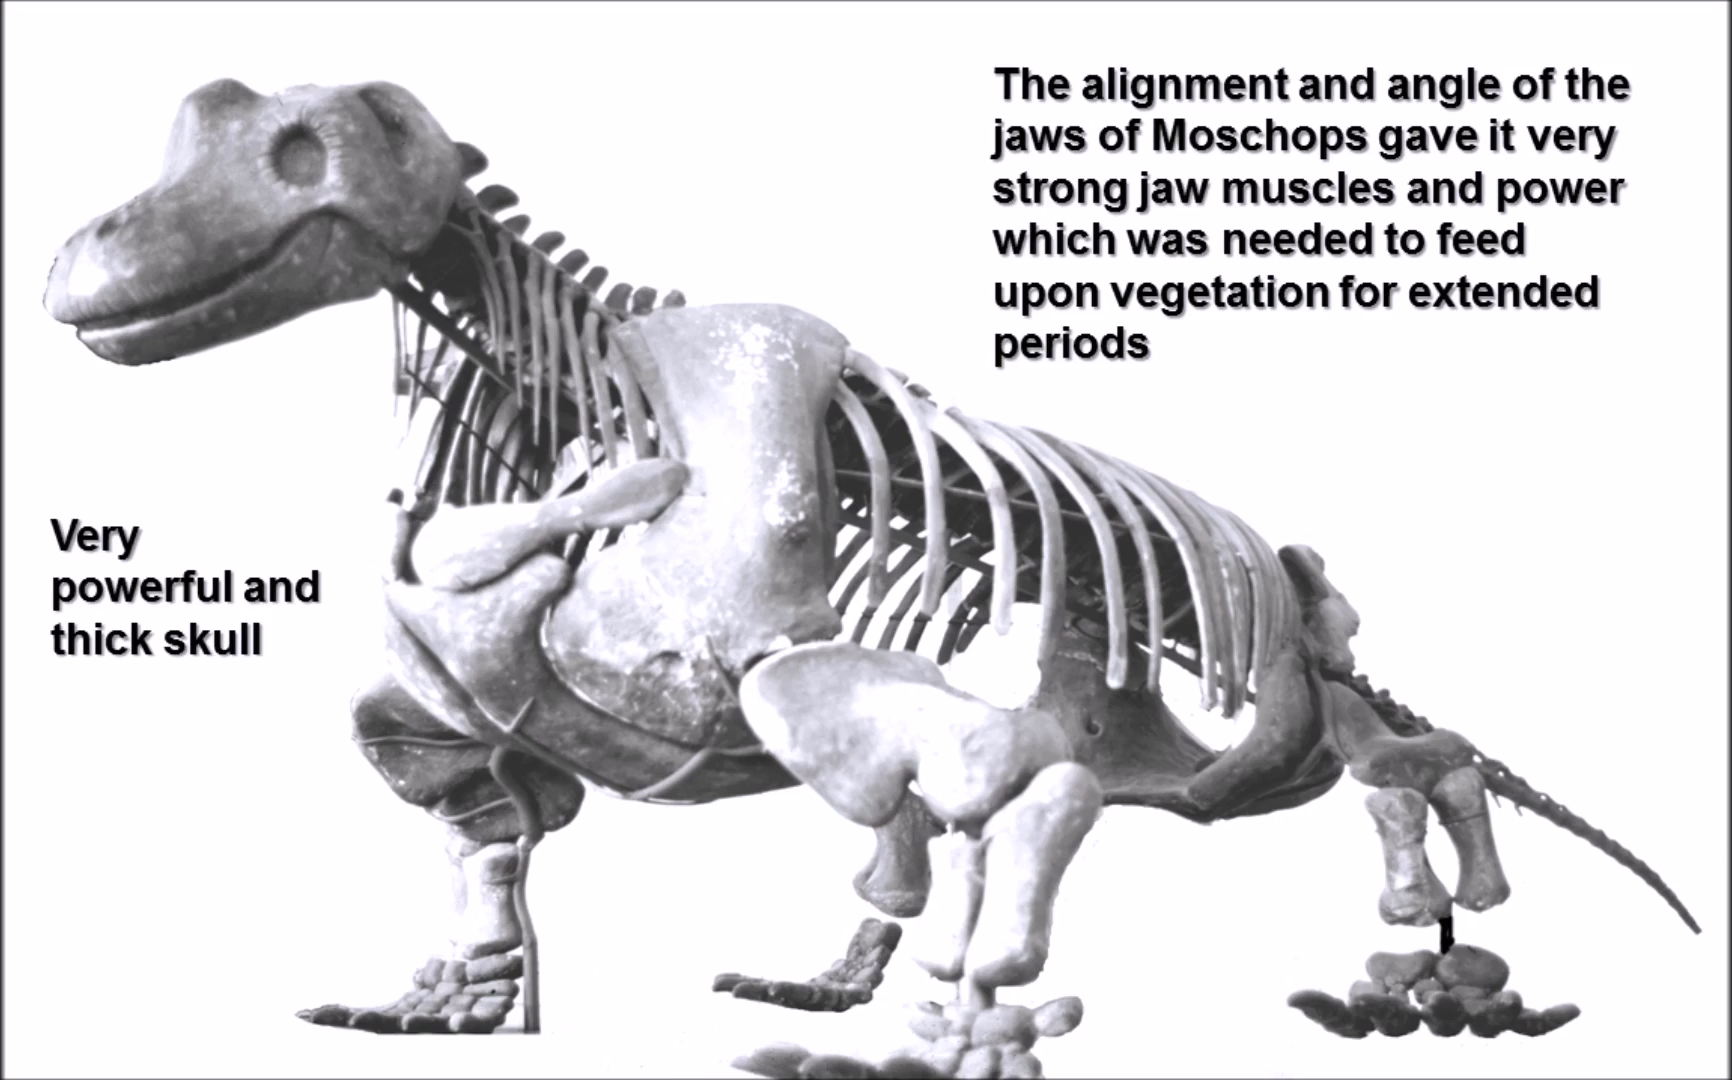 The alignment and angle of the
jaws of Moschops gave it very
strong jaw muscles and power
which was needed to feed
upon vegetation for extended
periods
Very
powerful and
thick skull